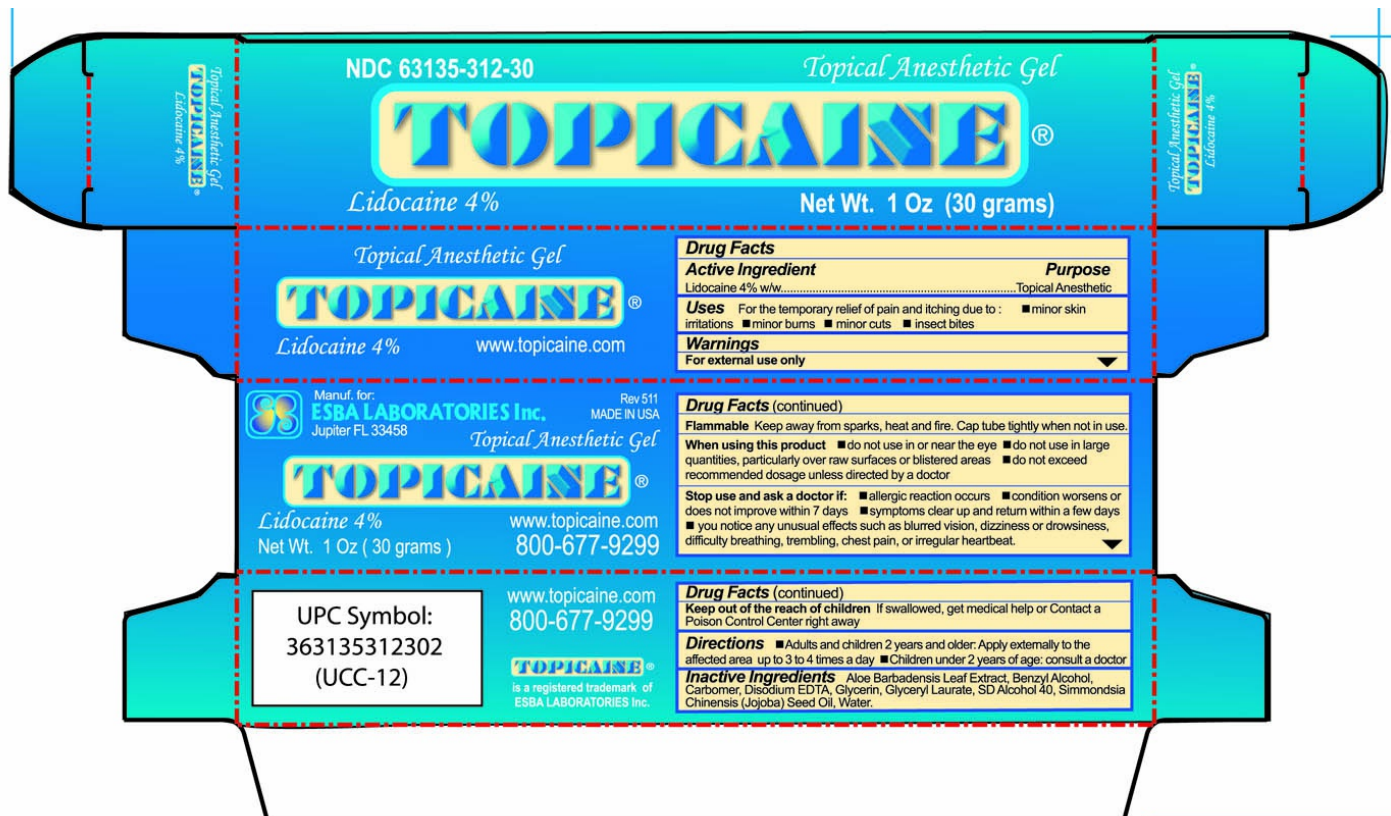 Topical Anesthetic Gel
TOPICAINE®
Lidocaine 4%
NDC 63135-312-30
Topical Anesthetic Gel
TOPICAINE®
Lidocaine 4%
Net Wt. 1 Oz (30 grams)
Topical Anesthetic Gel
TOPICAINE®
Lidocaine 4%
Topical Anesthetic Gel
TOPICAINE®
Lidocaine 4%
www.topicaine.com
Drug Facts
Active Ingredient Purpose
Lidocaine 4% w/w..........Topical Anesthetic
Uses For the temporary relief of pain and itching due to : ■ minor skin
irritations ■ minor burns ■ minor cuts ■ insect bites
Warnings
For external use only
Manuf. for:
ESBA LABORATORIES Inc.
Jupiter FL 33458
Rev 511
MADE IN USA
Topical Anesthetic Gel
TOPICAINE®
Lidocaine 4%
www.topicaine.com
Net Wt. 1 Oz ( 30 grams )
800-677-9299
Drug Facts (continued)
Flammable Keep away from sparks, heat and fire. Cap tube tightly when not in use.
When using this product ■ do not use in or near the eye ■ do not use in large
quantities, particularly over raw surfaces or blistered areas ■ do not exceed
recommended dosage unless directed by a doctor
Stop use and ask a doctor if: ■ allergic reaction occurs ■ condition worsens or
does not improve within 7 days ■ symptoms clear up and return within a few days
■ you notice any unusual effects such as blurred vision, dizziness or drowsiness,
difficulty breathing, trembling, chest pain, or irregular heartbeat.
UPC Symbol:
363135312302
(UCC-12)
www.topicaine.com
800-677-9299
TOPICAINE®
is a registered trademark of
ESBA LABORATORIES Inc.
Drug Facts (continued)
Keep out of the reach of children If swallowed, get medical help or Contact a
Poison Control Center right away
Directions ■ Adults and children 2 years and older: Apply externally to the
affected area up to 3 to 4 times a day ■ Children under 2 years of age: consult a doctor
Inactive Ingredients Aloe Barbadensis Leaf Extract, Benzyl Alcohol,
Carbomer, Disodium EDTA, Glycerin, Glyceryl Laurate, SD Alcohol 40, Simmondsia
Chinensis (Jojoba) Seed Oil, Water.